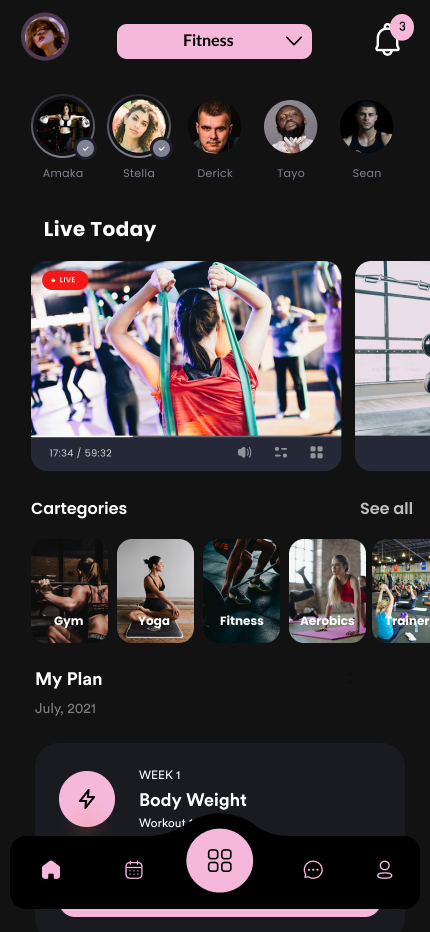 Fitness
3
Amaka
Stella
Derick
Tayo
Sean
Live Today
LIVE
17:34 / 59:32
Cartegories
See all
Gym
Yoga
Fitness
Aerobics
Trainer
My Plan
July, 2021
WEEK 1
Body Weight
Workout